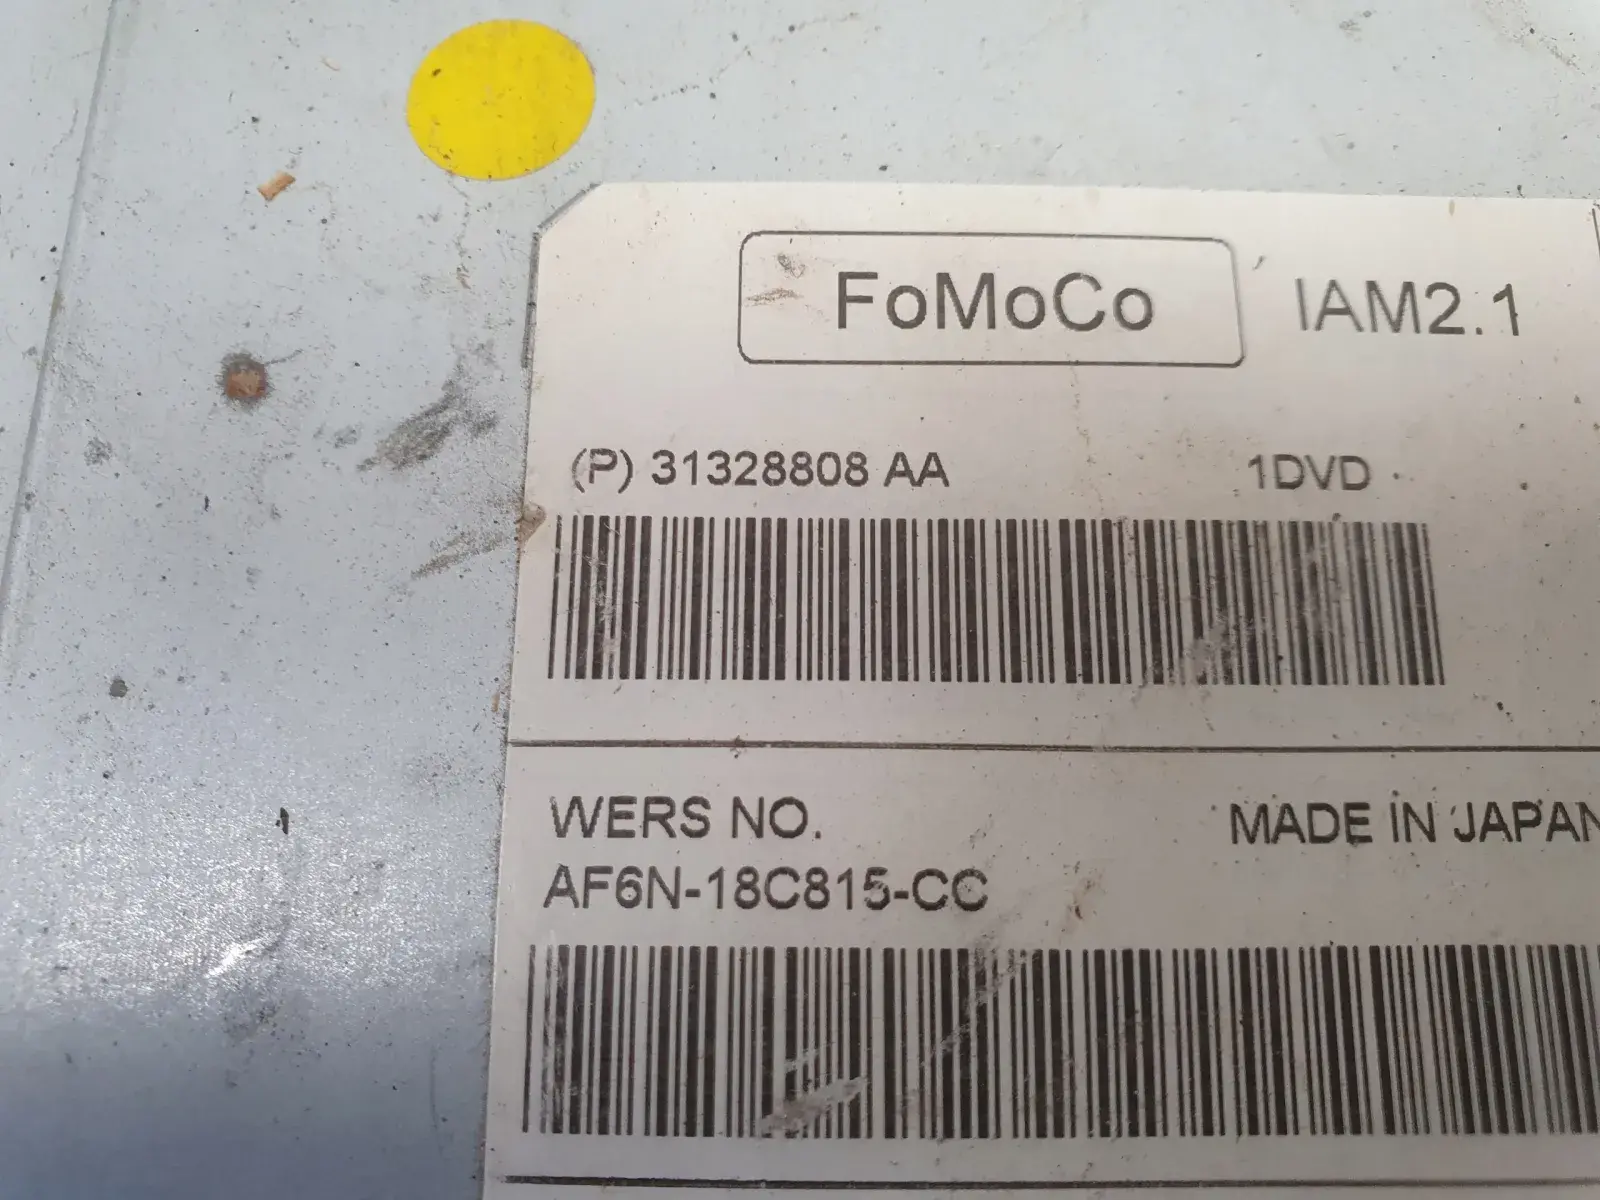 FoMoCo IAM2.1
(P) 31328808 AA 1DVD
WERS NO. MADE IN JAPAN
AF6N-18C815-CC